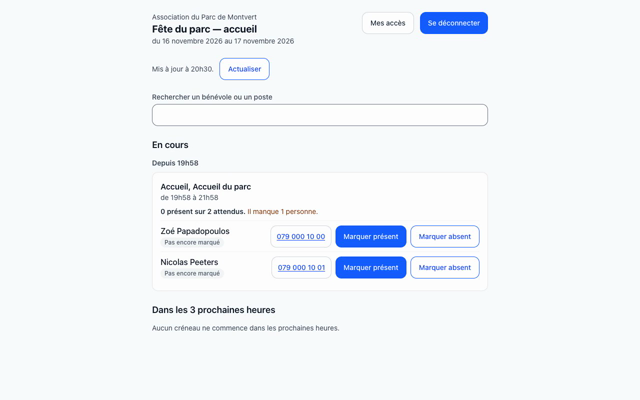 Association du Parc de Montvert
Fête du parc — accueil
du 16 novembre 2026 au 17 novembre 2026
Mes accès
Se déconnecter
Mis à jour à 20h30.
Actualiser
Rechercher un bénévole ou un poste
En cours
Depuis 19h58
Accueil, Accueil du parc
de 19h58 à 21h58
0 présent sur 2 attendus. Il manque 1 personne.
Zoé Papadopoulos
Pas encore marqué
079 000 10 00
Marquer présent
Marquer absent
Nicolas Peeters
Pas encore marqué
079 000 10 01
Marquer présent
Marquer absent
Dans les 3 prochaines heures
Aucun créneau ne commence dans les prochaines heures.